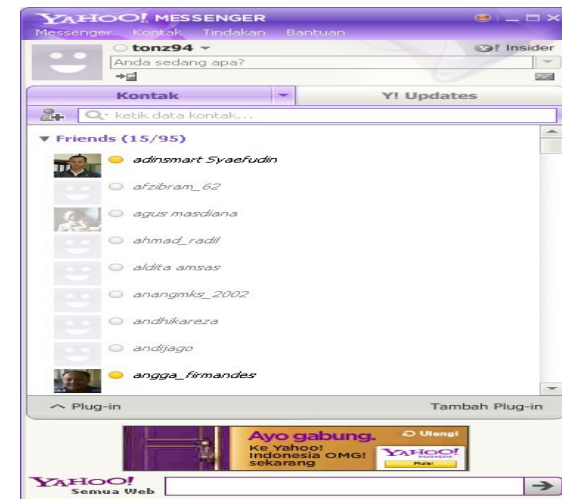 YAHOO! MESSENGER
Messenger Kontak Tindakan Bantuan
tonz94
Y! Insider
Anda sedang apa?
Kontak
Y! Updates
ketik data kontak...
Friends (15/95)
adinsmart Syaefudin
afzibram_62
agus masdiana
ahmad_radil
aldita amsas
anangmks_2002
andhikareza
andijago
angga_firmandes
Plug-in
Tambah Plug-in
Ayo gabung.
Ke Yahoo!
Indonesia OMG!
sekarang
Ulangi
YAHOO!
Mulai
YAHOO!
Semua Web